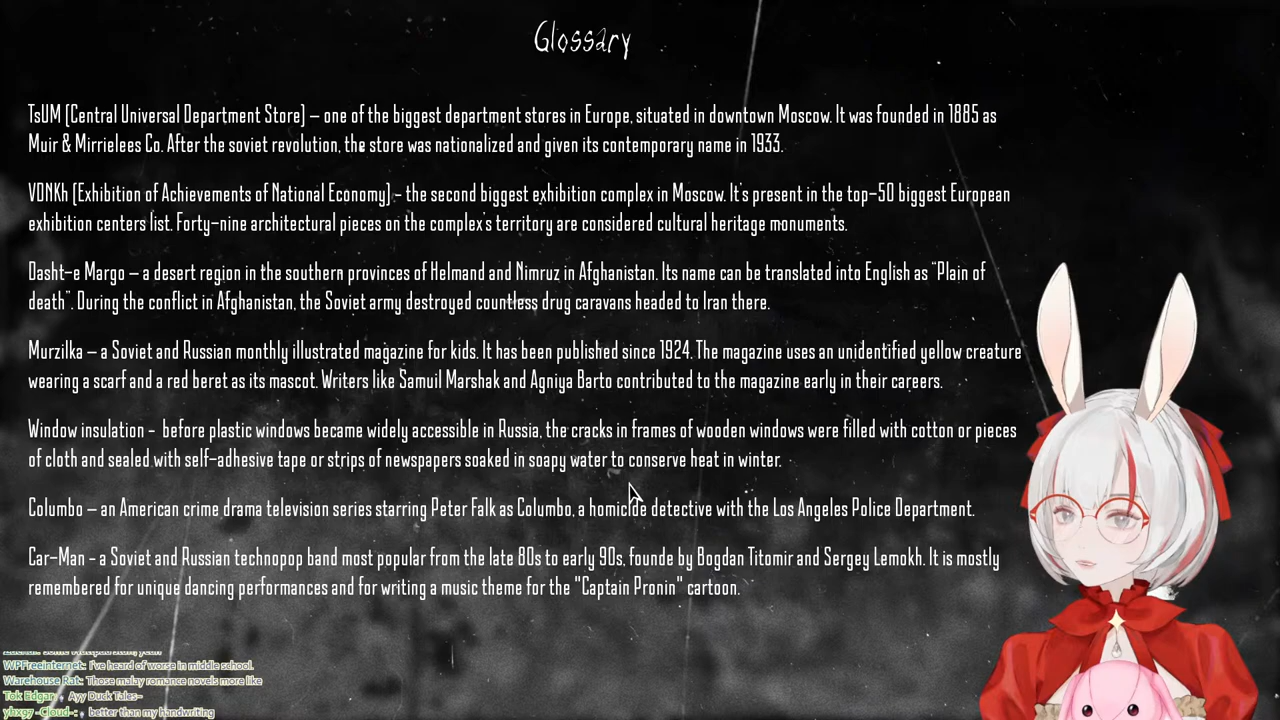 Glossary
TsUM (Central Universal Department Store) – one of the biggest department stores in Europe, situated in downtown Moscow. It was founded in 1885 as
Muir & Mirrielees Co. After the soviet revolution, the store was nationalized and given its contemporary name in 1933.
VDNKh (Exhibition of Achievements of National Economy) - the second biggest exhibition complex in Moscow. It's present in the top-50 biggest European
exhibition centers list. Forty-nine architectural pieces on the complex's territory are considered cultural heritage monuments.
Dasht-e Margo – a desert region in the southern provinces of Helmand and Nimruz in Afghanistan. Its name can be translated into English as "Plain of
death". During the conflict in Afghanistan, the Soviet army destroyed countless drug caravans headed to Iran there.
Murzilka – a Soviet and Russian monthly illustrated magazine for kids. It has been published since 1924. The magazine uses an unidentified yellow creature
wearing a scarf and a red beret as its mascot. Writers like Samuil Marshak and Agniya Barto contributed to the magazine early in their careers.
Window insulation - before plastic windows became widely accessible in Russia, the cracks in frames of wooden windows were filled with cotton or pieces
of cloth and sealed with self-adhesive tape or strips of newspapers soaked in soapy water to conserve heat in winter.
Columbo – an American crime drama television series starring Peter Falk as Columbo, a homicide detective with the Los Angeles Police Department.
Car-Man - a Soviet and Russian technopop band most popular from the late 80s to early 90s, founde by Bogdan Titomir and Sergey Lemokh. It is mostly
remembered for unique dancing performances and for writing a music theme for the "Captain Pronin" cartoon.
WPFreeinternet: I've heard of worse in middle school.
Warehouse Rat: Those malay romance novels more like
Tok Edgar: Ayy Duck Tales~
yhxg7 -Cloud-: better than my handwriting